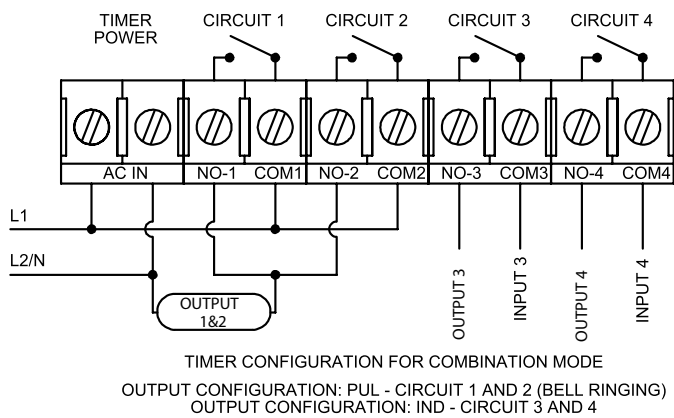 TIMER
POWER
CIRCUIT 1
CIRCUIT 2
CIRCUIT 3
CIRCUIT 4
AC IN
NO-1
COM1
NO-2
COM2
NO-3
COM3
NO-4
COM4
L1
L2/N
OUTPUT
1&2
OUTPUT 3
INPUT 3
OUTPUT 4
INPUT 4
TIMER CONFIGURATION FOR COMBINATION MODE
OUTPUT CONFIGURATION: PUL - CIRCUIT 1 AND 2 (BELL RINGING)
OUTPUT CONFIGURATION: IND - CIRCUIT 3 AND 4